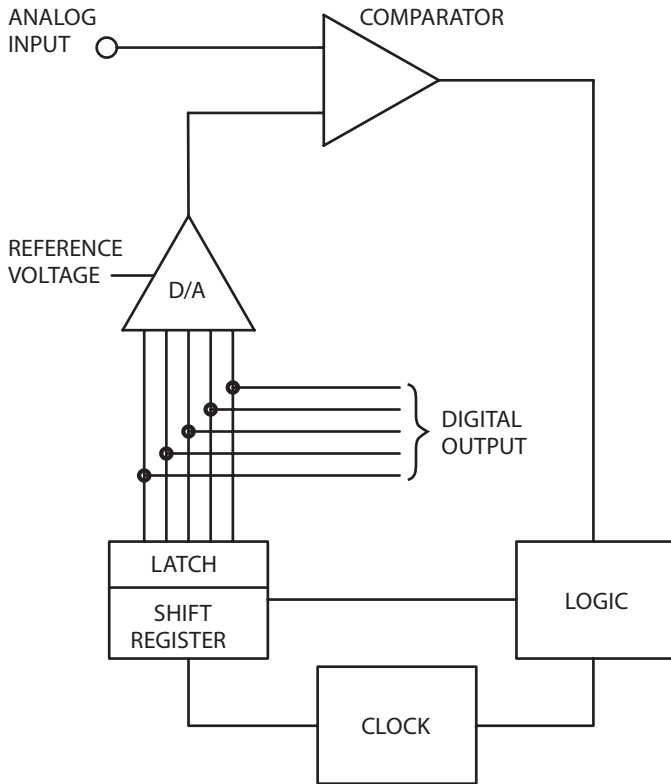 ANALOG
INPUT
COMPARATOR
REFERENCE
VOLTAGE
D/A
DIGITAL
OUTPUT
LATCH
SHIFT
REGISTER
LOGIC
CLOCK